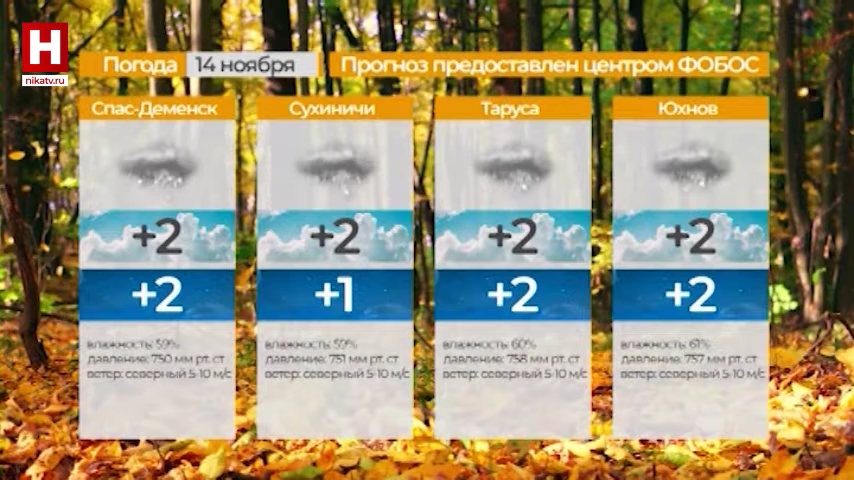 Н
nikatv.ru
Погода 14 ноября Прогноз предоставлен центром ФОБОС
Спас-Деменск
+2
+2
влажность: 59%
давление: 750 мм рт. ст
ветер: северный 5-10 м/с
Сухиничи
+2
+1
влажность: 59%
давление: 751 мм рт. ст
ветер: северный 5-10 м/с
Таруса
+2
+2
влажность: 60%
давление: 758 мм рт. ст
ветер: северный 5-10 м/с
Юхнов
+2
+2
влажность: 61%
давление: 757 мм рт. ст
ветер: северный 5-10 м/с